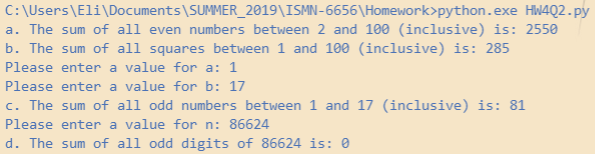 C:\Users\Eli\Documents\SUMMER_2019\ISMN-6656\Homework>python.exe HW4Q2.py
a. The sum of all even numbers between 2 and 100 (inclusive) is: 2550
b. The sum of all squares between 1 and 100 (inclusive) is: 285
Please enter a value for a: 1
Please enter a value for b: 17
c. The sum of all odd numbers between 1 and 17 (inclusive) is: 81
Please enter a value for n: 86624
d. The sum of all odd digits of 86624 is: 0